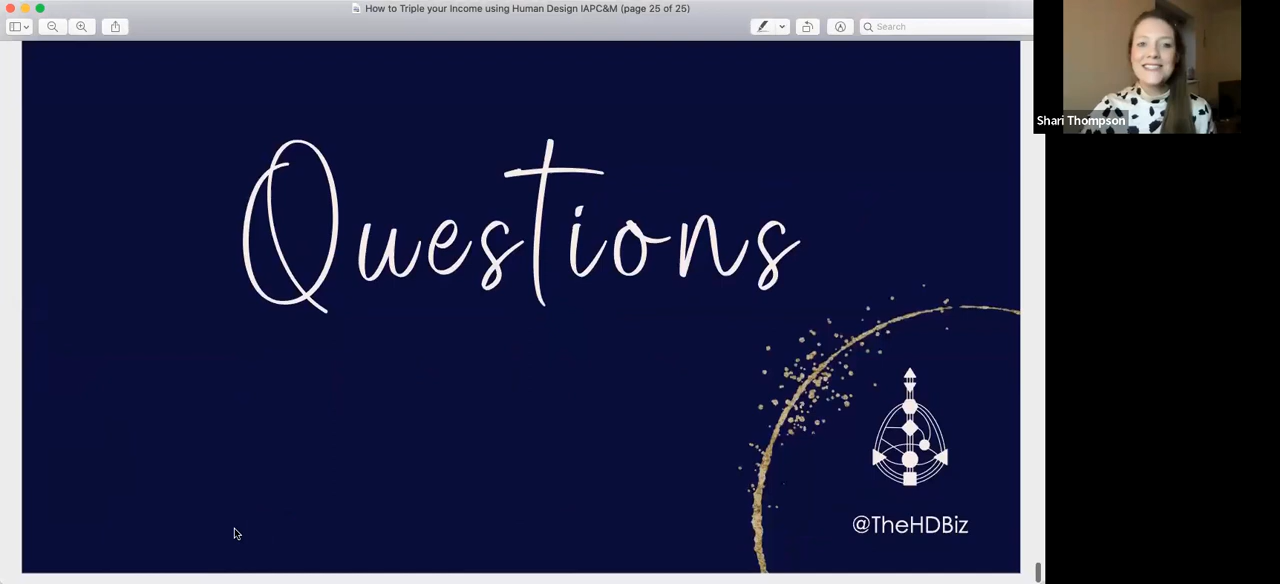 How to Triple your Income using Human Design IAPC&M (page 25 of 25)
Search
Shari Thompson
Questions
@TheHDBiz